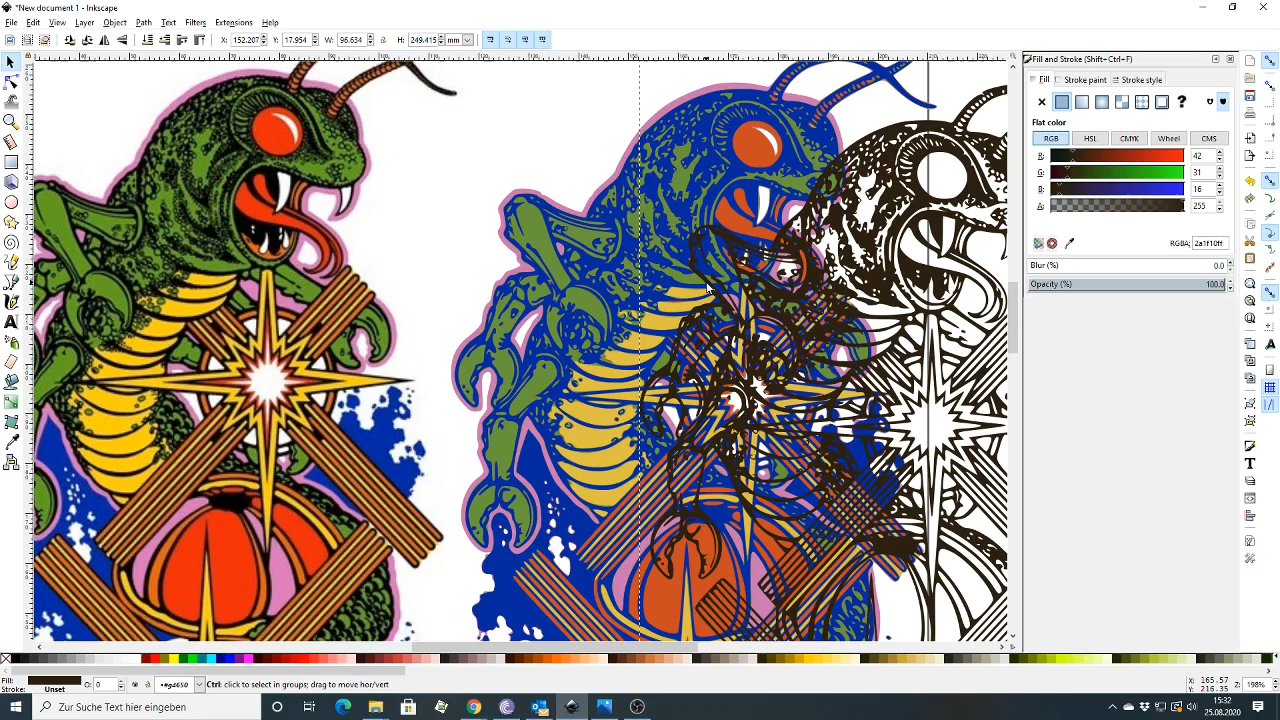 *New document 1 - Inkscape
File Edit View Layer Object Path Text Filters Extensions Help
X: 152.207 Y: 17.954 W: 96.634 H: 249.415 mm
Fill and Stroke (Shift+Ctrl+F)
Fill Stroke paint Stroke style
?
Flat color
RGB HSL CMYK Wheel CMS
R: 42
G: 31
B: 16
A: 255
RGBA: 2a1f10ff
Blur (%) 0.0
Opacity (%) 100.0
Fill:
Stroke: Unset
O: 0
•#g4650
Ctrl: click to select in groups; drag to move hor/vert
X: 165.57
Y: 216.35
Z: 198%
Zur Suche Text hier eingeben
15:32
25.08.2020